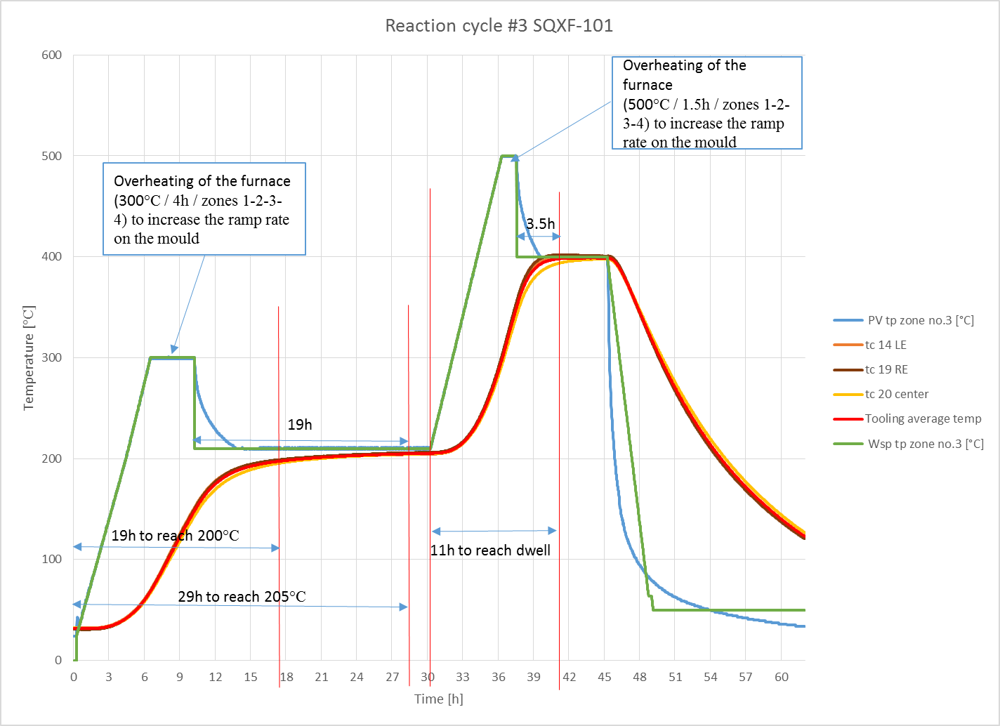 Reaction cycle #3 SQXF-101
600
500
400
300
200
100
0
Temperature [°C]
Overheating of the furnace
(300°C / 4h / zones 1-2-3-
4) to increase the ramp rate
on the mould
Overheating of the
furnace
(500°C / 1.5h / zones 1-2-
3-4) to increase the ramp
rate on the mould
3.5h
19h
19h to reach 200°C
11h to reach dwell
29h to reach 205°C
0 3 6 9 12 15 18 21 24 27 30 33 36 39 42 45 48 51 54 57 60
Time [h]
PV tp zone no.3 [°C]
tc 14 LE
tc 19 RE
tc 20 center
Tooling average temp
Wsp tp zone no.3 [°C]